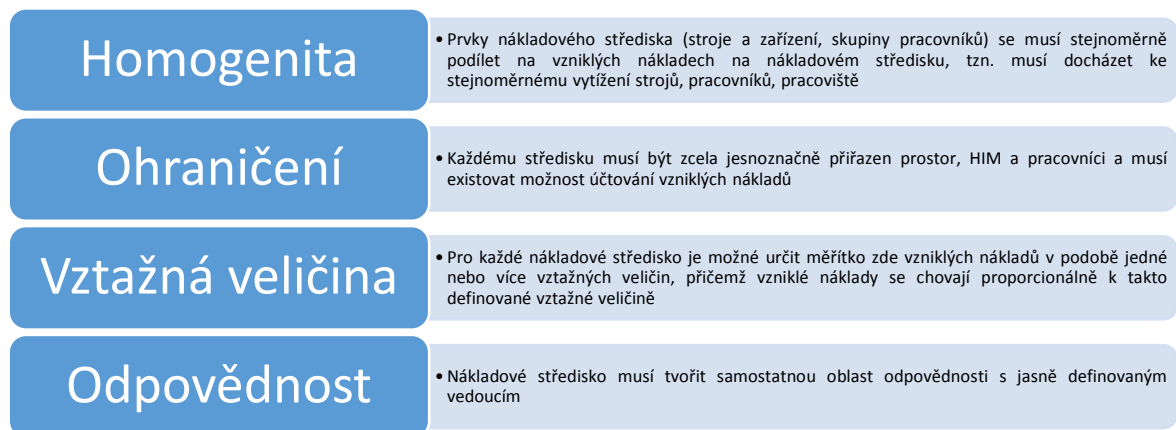 Homogenita
• Prvky nákladového střediska (stroje a zařízení, skupiny pracovníků) se musí stejnoměrně
podílet na vzniklých nákladech na nákladovém středisku, tzn. musí docházet ke
stejnoměrnému vytížení strojů, pracovníků, pracoviště
Ohraničení
• Každému středisku musí být zcela jesnoznačně přiřazen prostor, HIM a pracovníci a musí
existovat možnost účtování vzniklých nákladů
Vztažná veličina
• Pro každé nákladové středisko je možné určit měřítko zde vzniklých nákladů v podobě jedné
nebo více vztažných veličin, přičemž vzniklé náklady se chovají proporcionálně k takto
definované vztažné veličině
Odpovědnost
• Nákladové středisko musí tvořit samostatnou oblast odpovědnosti s jasně definovaným
vedoucím